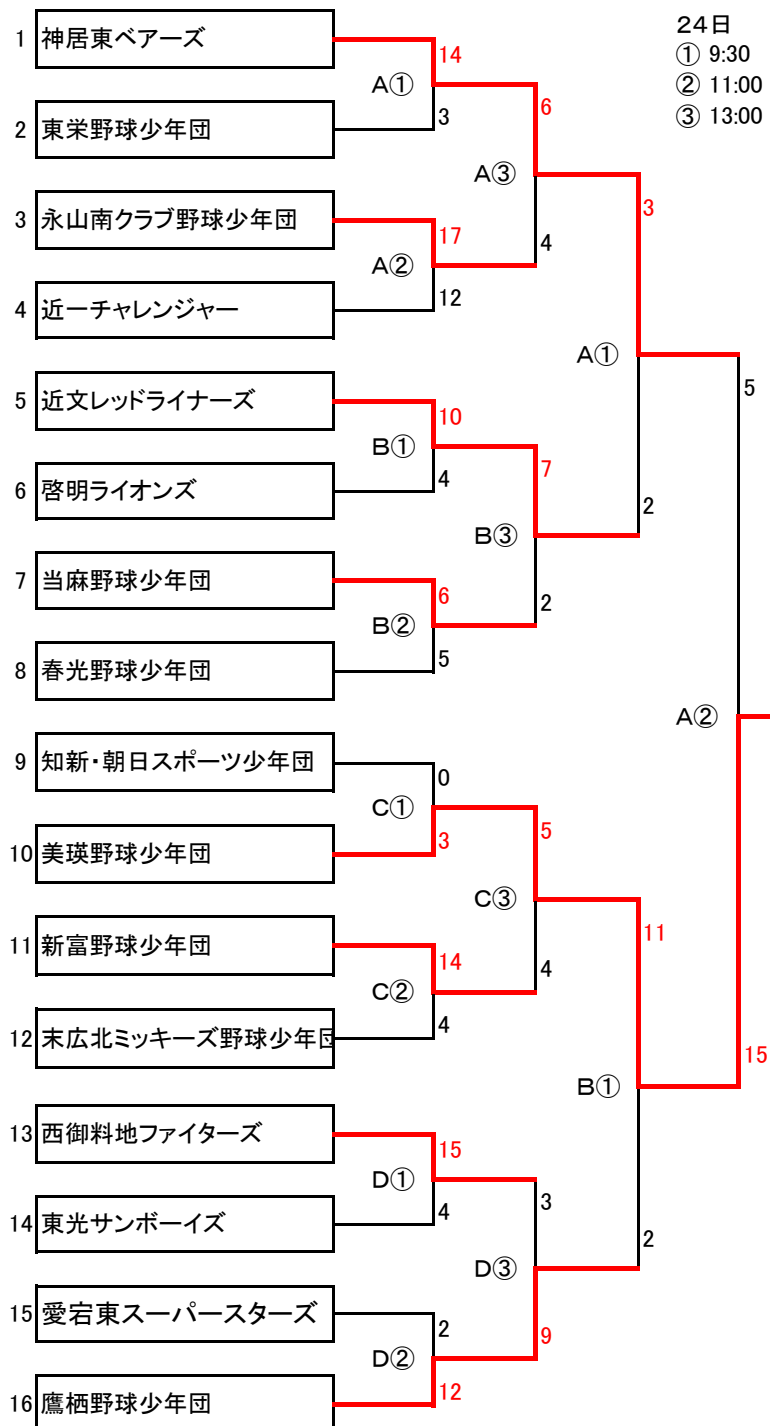 24日
① 9:30
② 11:00
③ 13:00
1 神居東ベアーズ
14
A①
3
2 東栄野球少年団
6
A③
4
3 永山南クラブ野球少年団
17
A②
12
4 近一チャレンジャー
3
A①
2
5 近文レッドライナーズ
10
B①
4
6 啓明ライオンズ
7
B③
2
7 当麻野球少年団
6
B②
5
8 春光野球少年団
5
A②
15
9 知新・朝日スポーツ少年団
0
C①
3
10 美瑛野球少年団
5
C③
4
11 新富野球少年団
14
C②
4
12 末広北ミッキーズ野球少年団
11
B①
2
13 西御料地ファイターズ
15
D①
4
14 東光サンボーイズ
3
D③
9
15 愛宕東スーパースターズ
2
D②
12
16 鷹栖野球少年団